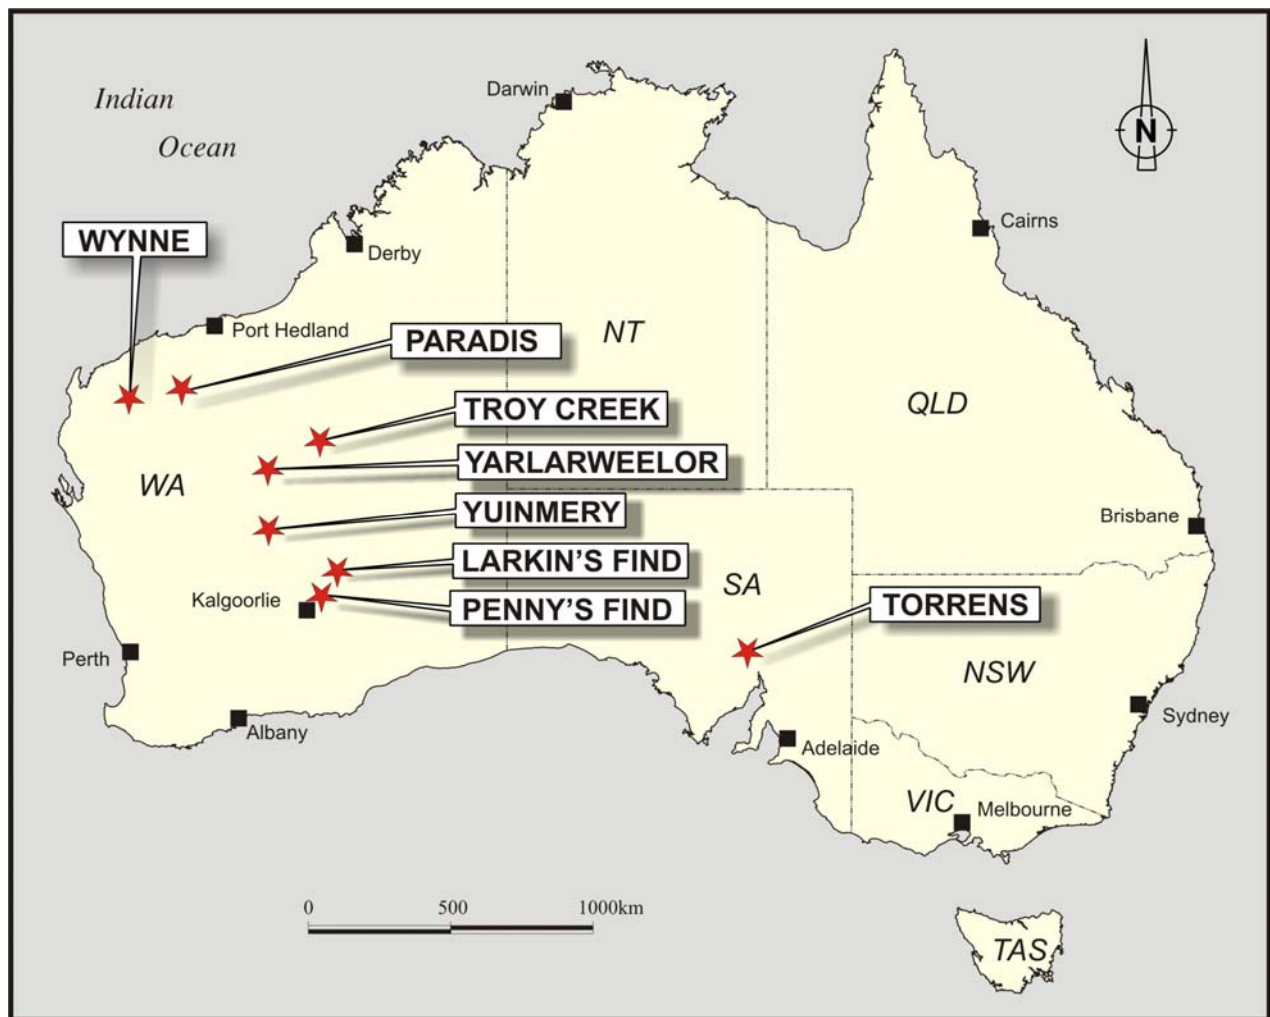 Indian
Ocean
Darwin
N
WYNNE
Derby
Cairns
Port Hedland
NT
PARADIS
QLD
TROY CREEK
YARLARWEELOR
WA
YUINMERY
Brisbane
LARKIN'S FIND
SA
Kalgoorlie
PENNY'S FIND
TORRENS
Perth
NSW
Sydney
Albany
Adelaide
VIC
Melbourne
0 500 1000km
TAS